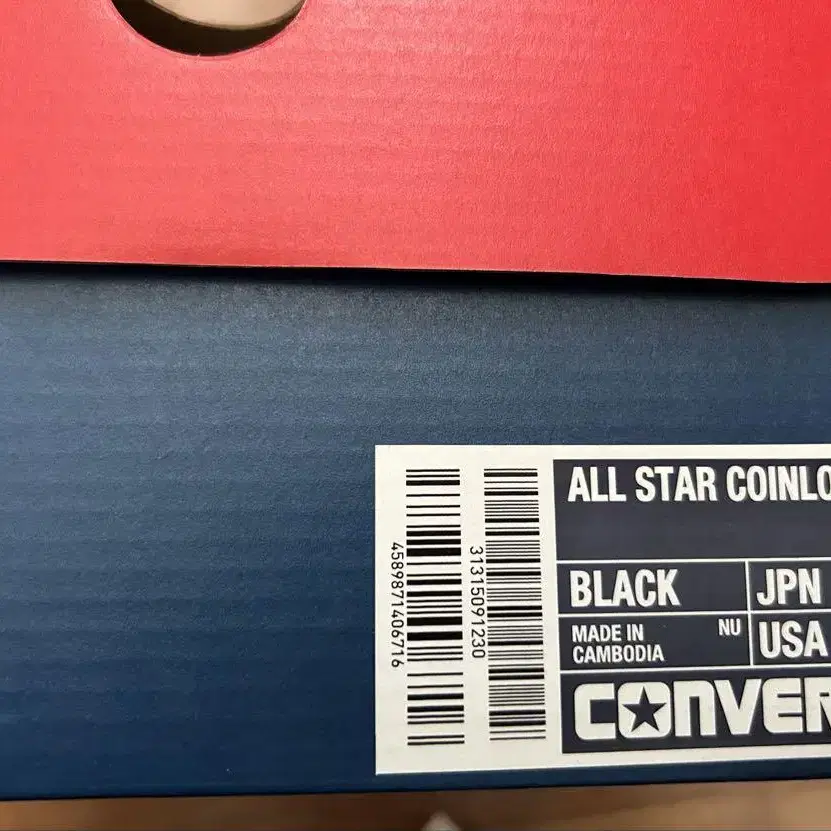 4589871406716
31315091230
ALL STAR COINLO
BLACK
JPN
MADE IN
CAMBODIA
NU
USA
CONVER